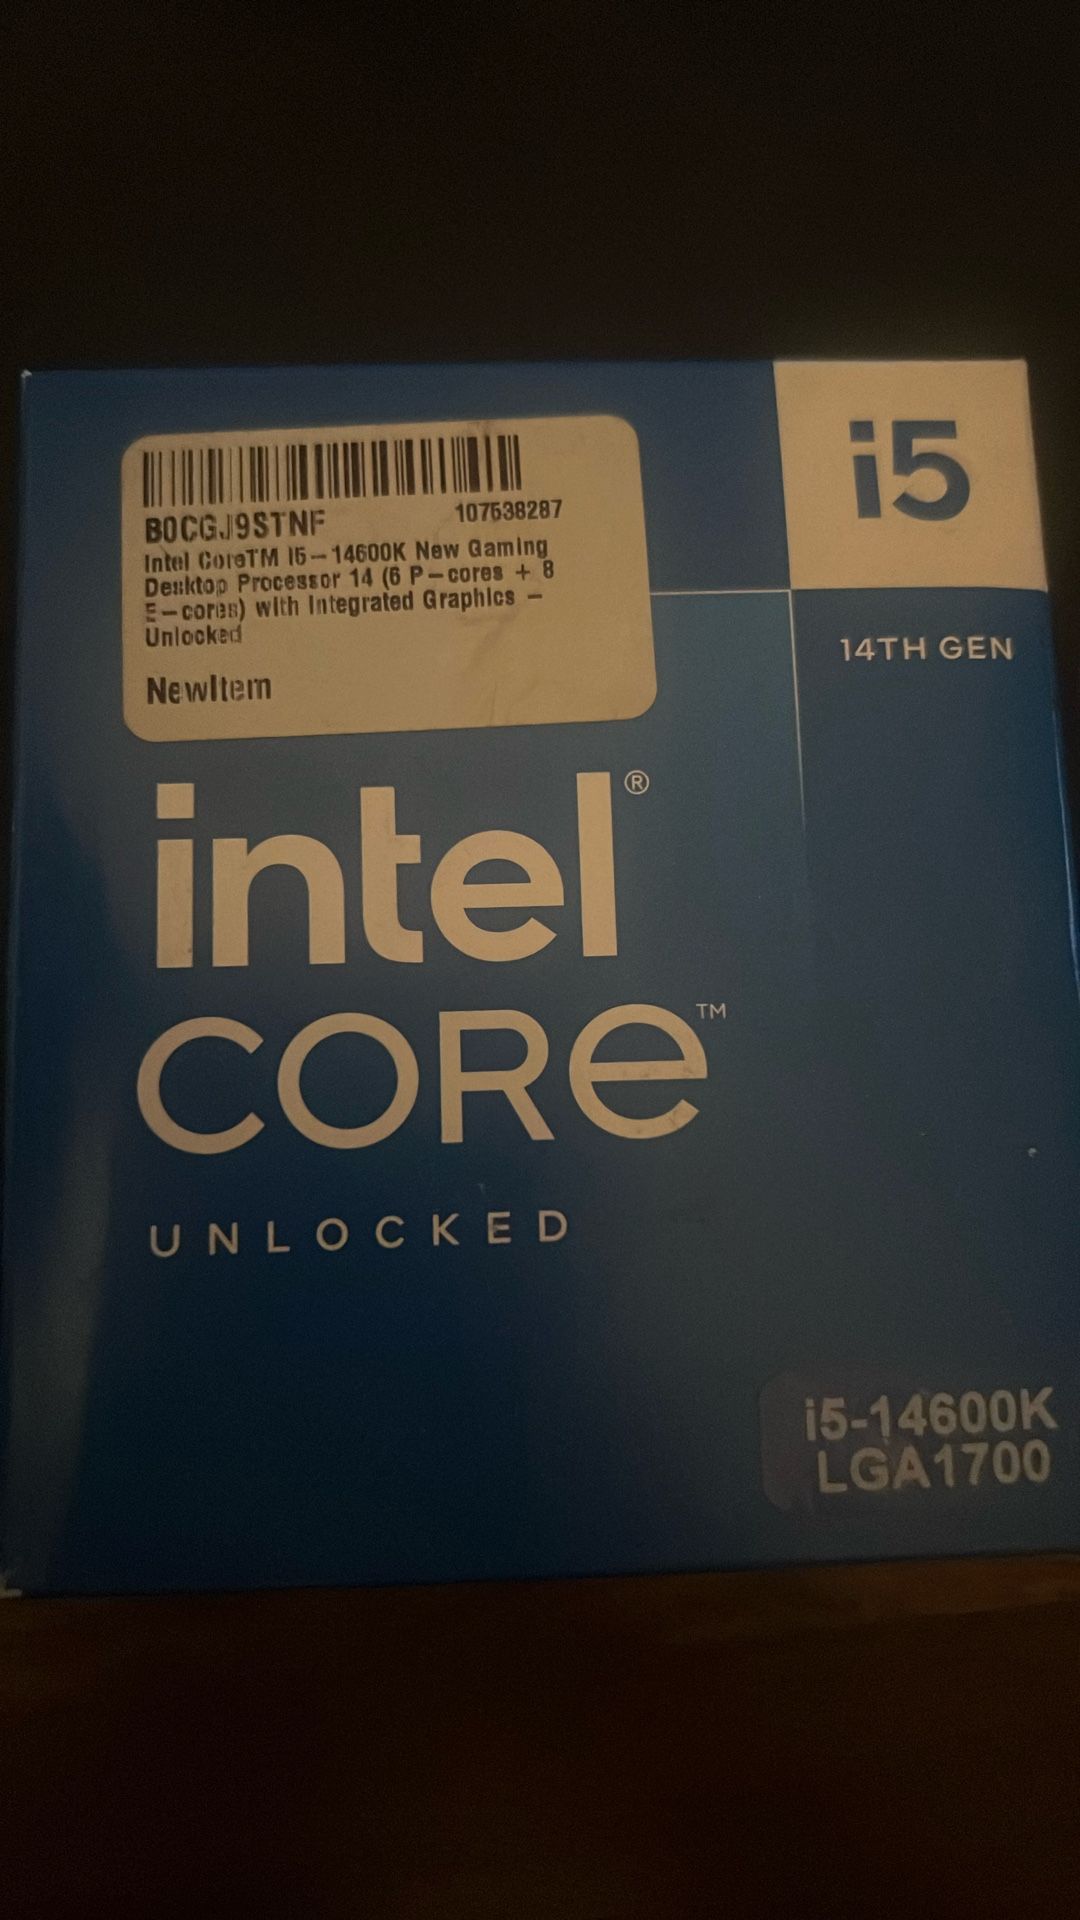 i5
B0CGJ9STNF 107538287
Intel CoreTM I5-14600K New Gaming
Desktop Processor 14 (6 P-cores + 8
E-cores) with Integrated Graphics -
Unlocked
NewItem
14TH GEN
intel®
CORe™
UNLOCKED
i5-14600K
LGA1700